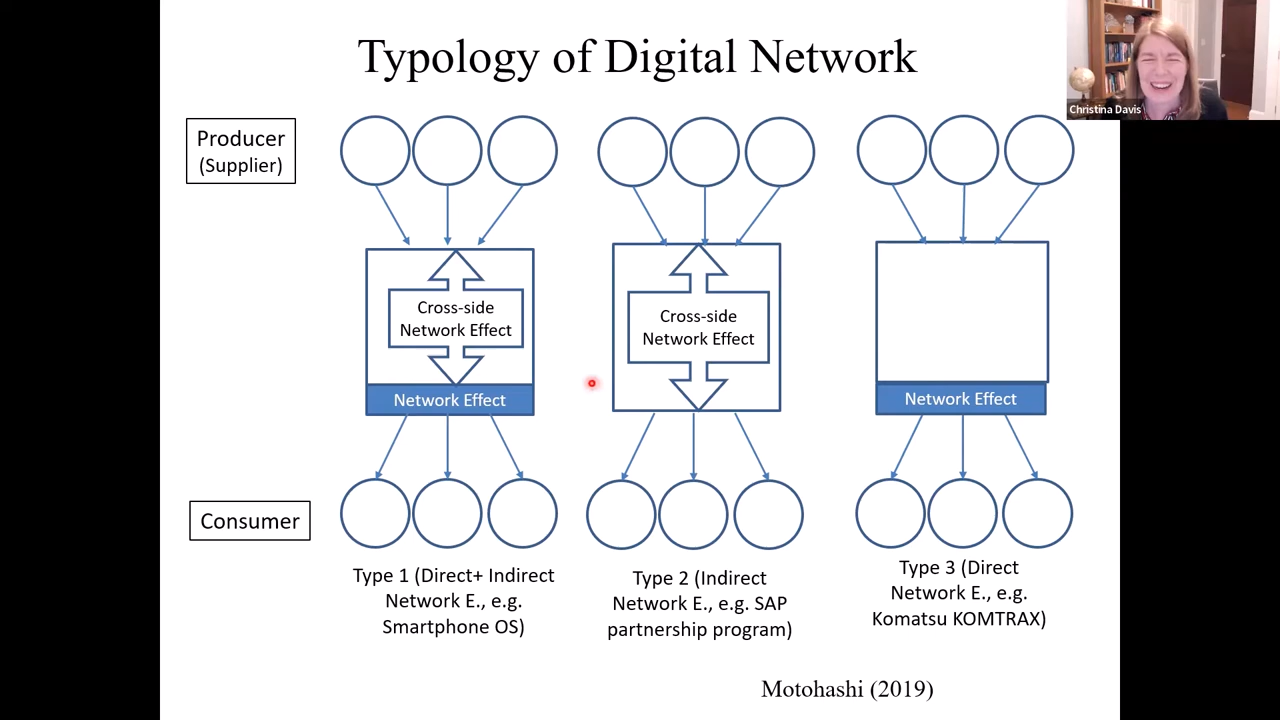 Typology of Digital Network
Christina Davis
Producer
(Supplier)
Cross-side
Network Effect
Network Effect
Cross-side
Network Effect
Network Effect
Consumer
Type 1 (Direct+ Indirect
Network E., e.g.
Smartphone OS)
Type 2 (Indirect
Network E., e.g. SAP
partnership program)
Type 3 (Direct
Network E., e.g.
Komatsu KOMTRAX)
Motohashi (2019)